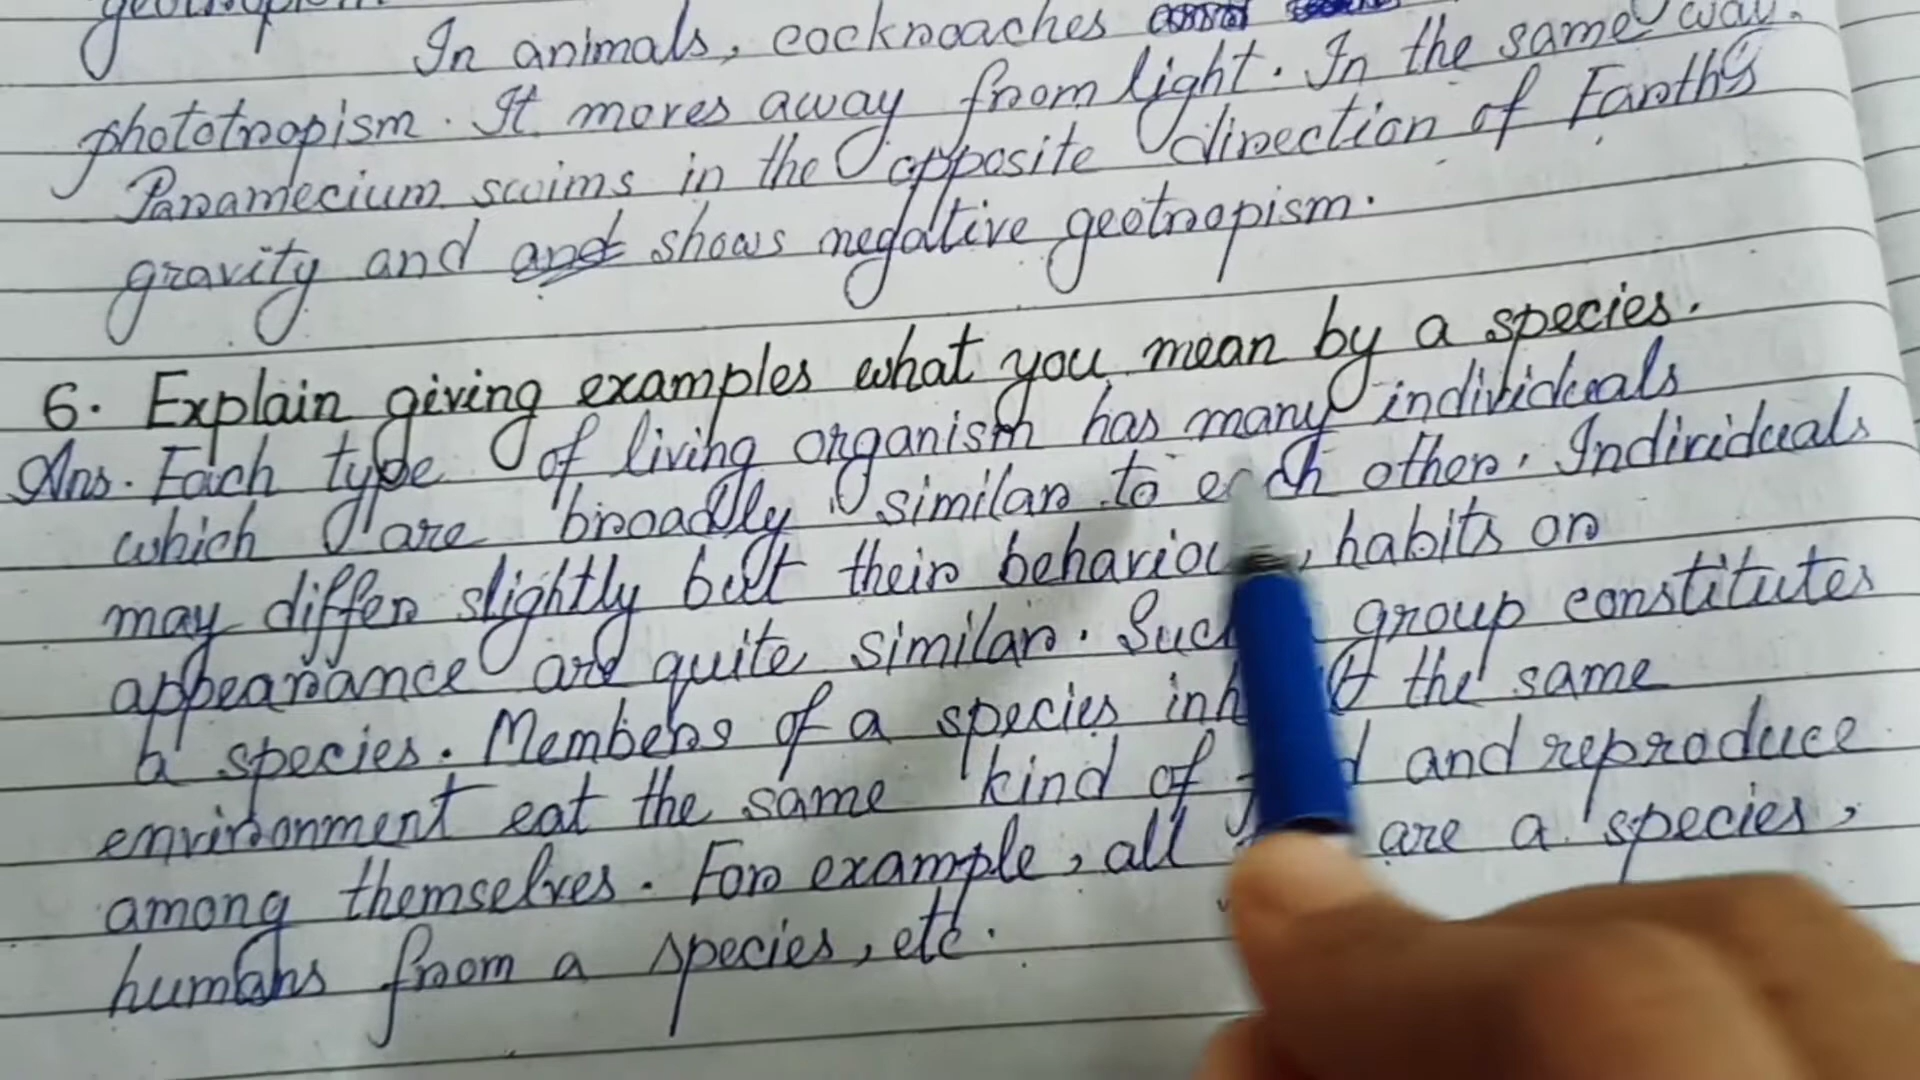 geotropism
In animals, cockroaches
phototropism. It moves away from light. In the same way.
Paramecium swims in the opposite direction of Earth's
gravity and and shows negative geotropism.
6. Explain giving examples what you mean by a species.
Ans. Each type of living organism has many individuals
which are broadly similar to each other. Individuals
may differ slightly but their behaviou, habits or
appearance are quite similar. Such group constitutes
a species. Members of a species inh the same
environment eat the same kind of and reproduce
among themselves. For example, all are a species,
humans from a species, etc.